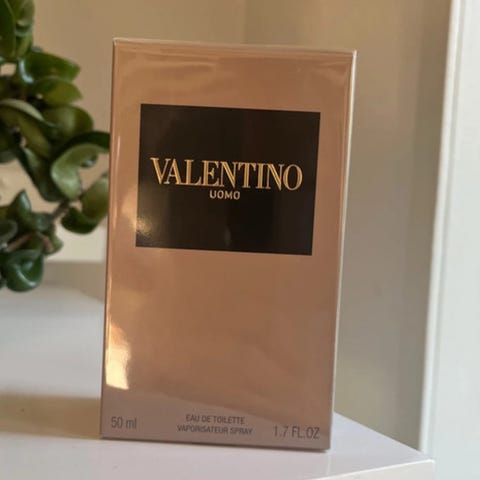 VALENTINO
UOMO
EAU DE TOILETTE
50 ml VAPORISATEUR SPRAY 1.7 FL.OZ